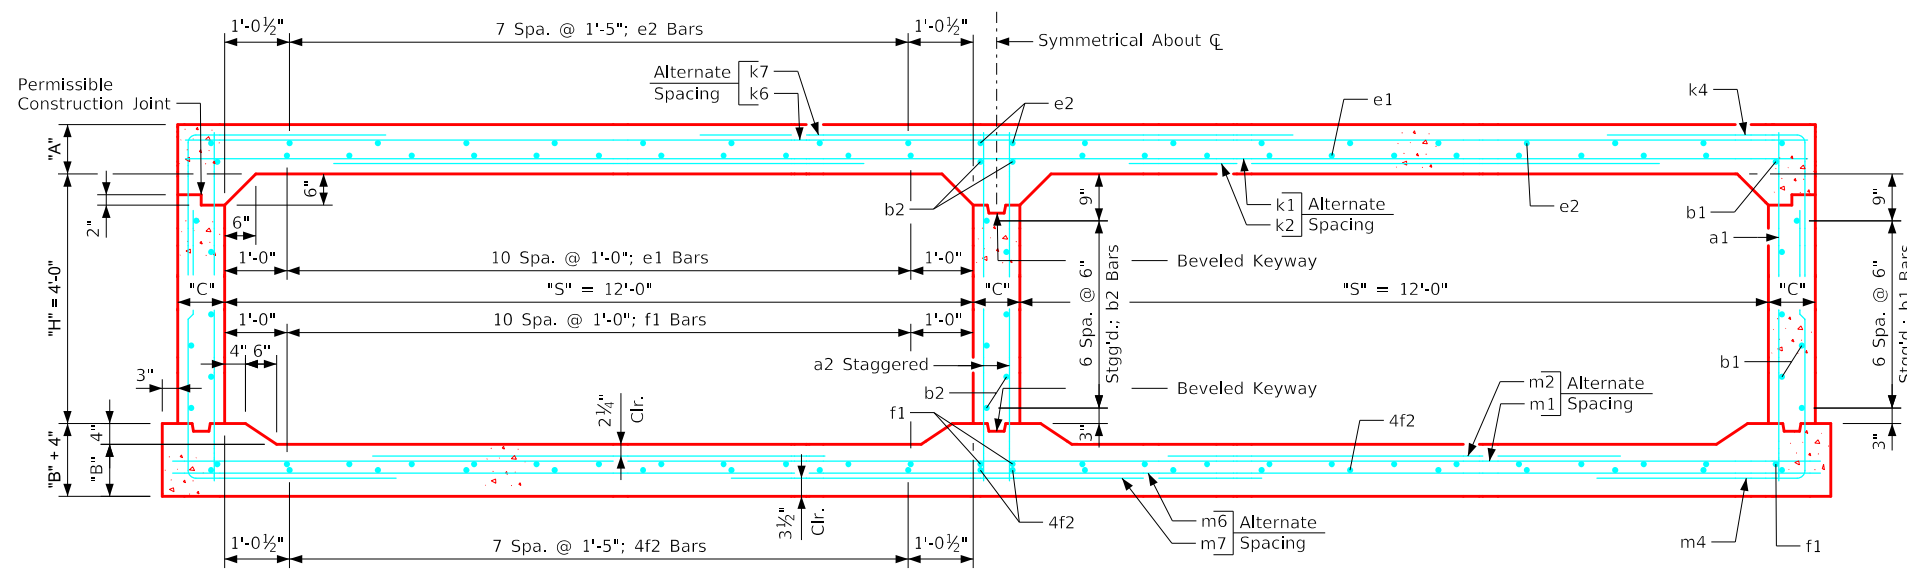 1'-0½"
7 Spa. @ 1'-5"; e2 Bars
1'-0½"
Symmetrical About ℄
Permissible
Construction Joint
Alternate
Spacing
k7
k6
e2
e1
k4
"A"
6"
2"
6"
b2
9"
k1
k2
Alternate
Spacing
e2
b1
a1
9"
1'-0"
10 Spa. @ 1'-0"; e1 Bars
1'-0"
Beveled Keyway
"H" = 4'-0"
"C"
"S" = 12'-0"
"C"
"S" = 12'-0"
"C"
6 Spa. @ 6"
Stgg'd.; b2 Bars
6 Spa. @ 6"
Stgg'd.; b1 Bars
1'-0"
10 Spa. @ 1'-0"; f1 Bars
1'-0"
4"
6"
3"
a2 Staggered
b2
Beveled Keyway
b1
m2
m1
Alternate
Spacing
2¼"
Clr.
f1
4f2
3"
3"
"B" + 4"
4"
"B"
3½"
Clr.
4f2
m6
m7
Alternate
Spacing
m4
f1
1'-0½"
7 Spa. @ 1'-5"; 4f2 Bars
1'-0½"